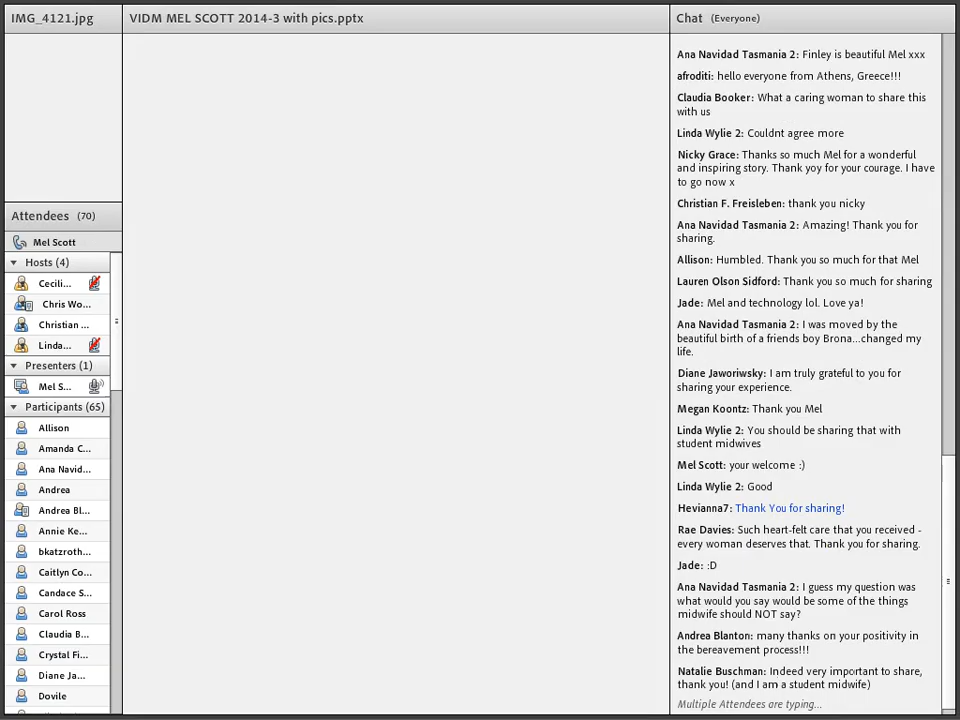 IMG_4121.jpg
VIDM MEL SCOTT 2014-3 with pics.pptx
Chat (Everyone)
Attendees (70)
Mel Scott
Hosts (4)
Cecili...
Chris Wo...
Christian ...
Linda...
Presenters (1)
Mel S...
Participants (65)
Allison
Amanda C...
Ana Navid...
Andrea
Andrea Bl...
Annie Ke...
bkatzroth...
Caitlyn Co...
Candace S...
Carol Ross
Claudia B...
Crystal Fi...
Diane Ja...
Dovile
Ana Navidad Tasmania 2: Finley is beautiful Mel xxx
afroditi: hello everyone from Athens, Greece!!!
Claudia Booker: What a caring woman to share this
with us
Linda Wylie 2: Couldnt agree more
Nicky Grace: Thanks so much Mel for a wonderful
and inspiring story. Thank yoy for your courage. I have
to go now x
Christian F. Freisleben: thank you nicky
Ana Navidad Tasmania 2: Amazing! Thank you for
sharing.
Allison: Humbled. Thank you so much for that Mel
Lauren Olson Sidford: Thank you so much for sharing
Jade: Mel and technology lol. Love ya!
Ana Navidad Tasmania 2: I was moved by the
beautiful birth of a friends boy Brona...changed my
life.
Diane Jaworiwsky: I am truly grateful to you for
sharing your experience.
Megan Koontz: Thank you Mel
Linda Wylie 2: You should be sharing that with
student midwives
Mel Scott: your welcome :)
Linda Wylie 2: Good
Hevianna7: Thank You for sharing!
Rae Davies: Such heart-felt care that you received -
every woman deserves that. Thank you for sharing.
Jade: :D
Ana Navidad Tasmania 2: I guess my question was
what would you say would be some of the things
midwife should NOT say?
Andrea Blanton: many thanks on your positivity in
the bereavement process!!!
Natalie Buschman: Indeed very important to share,
thank you! (and I am a student midwife)
Multiple Attendees are typing...